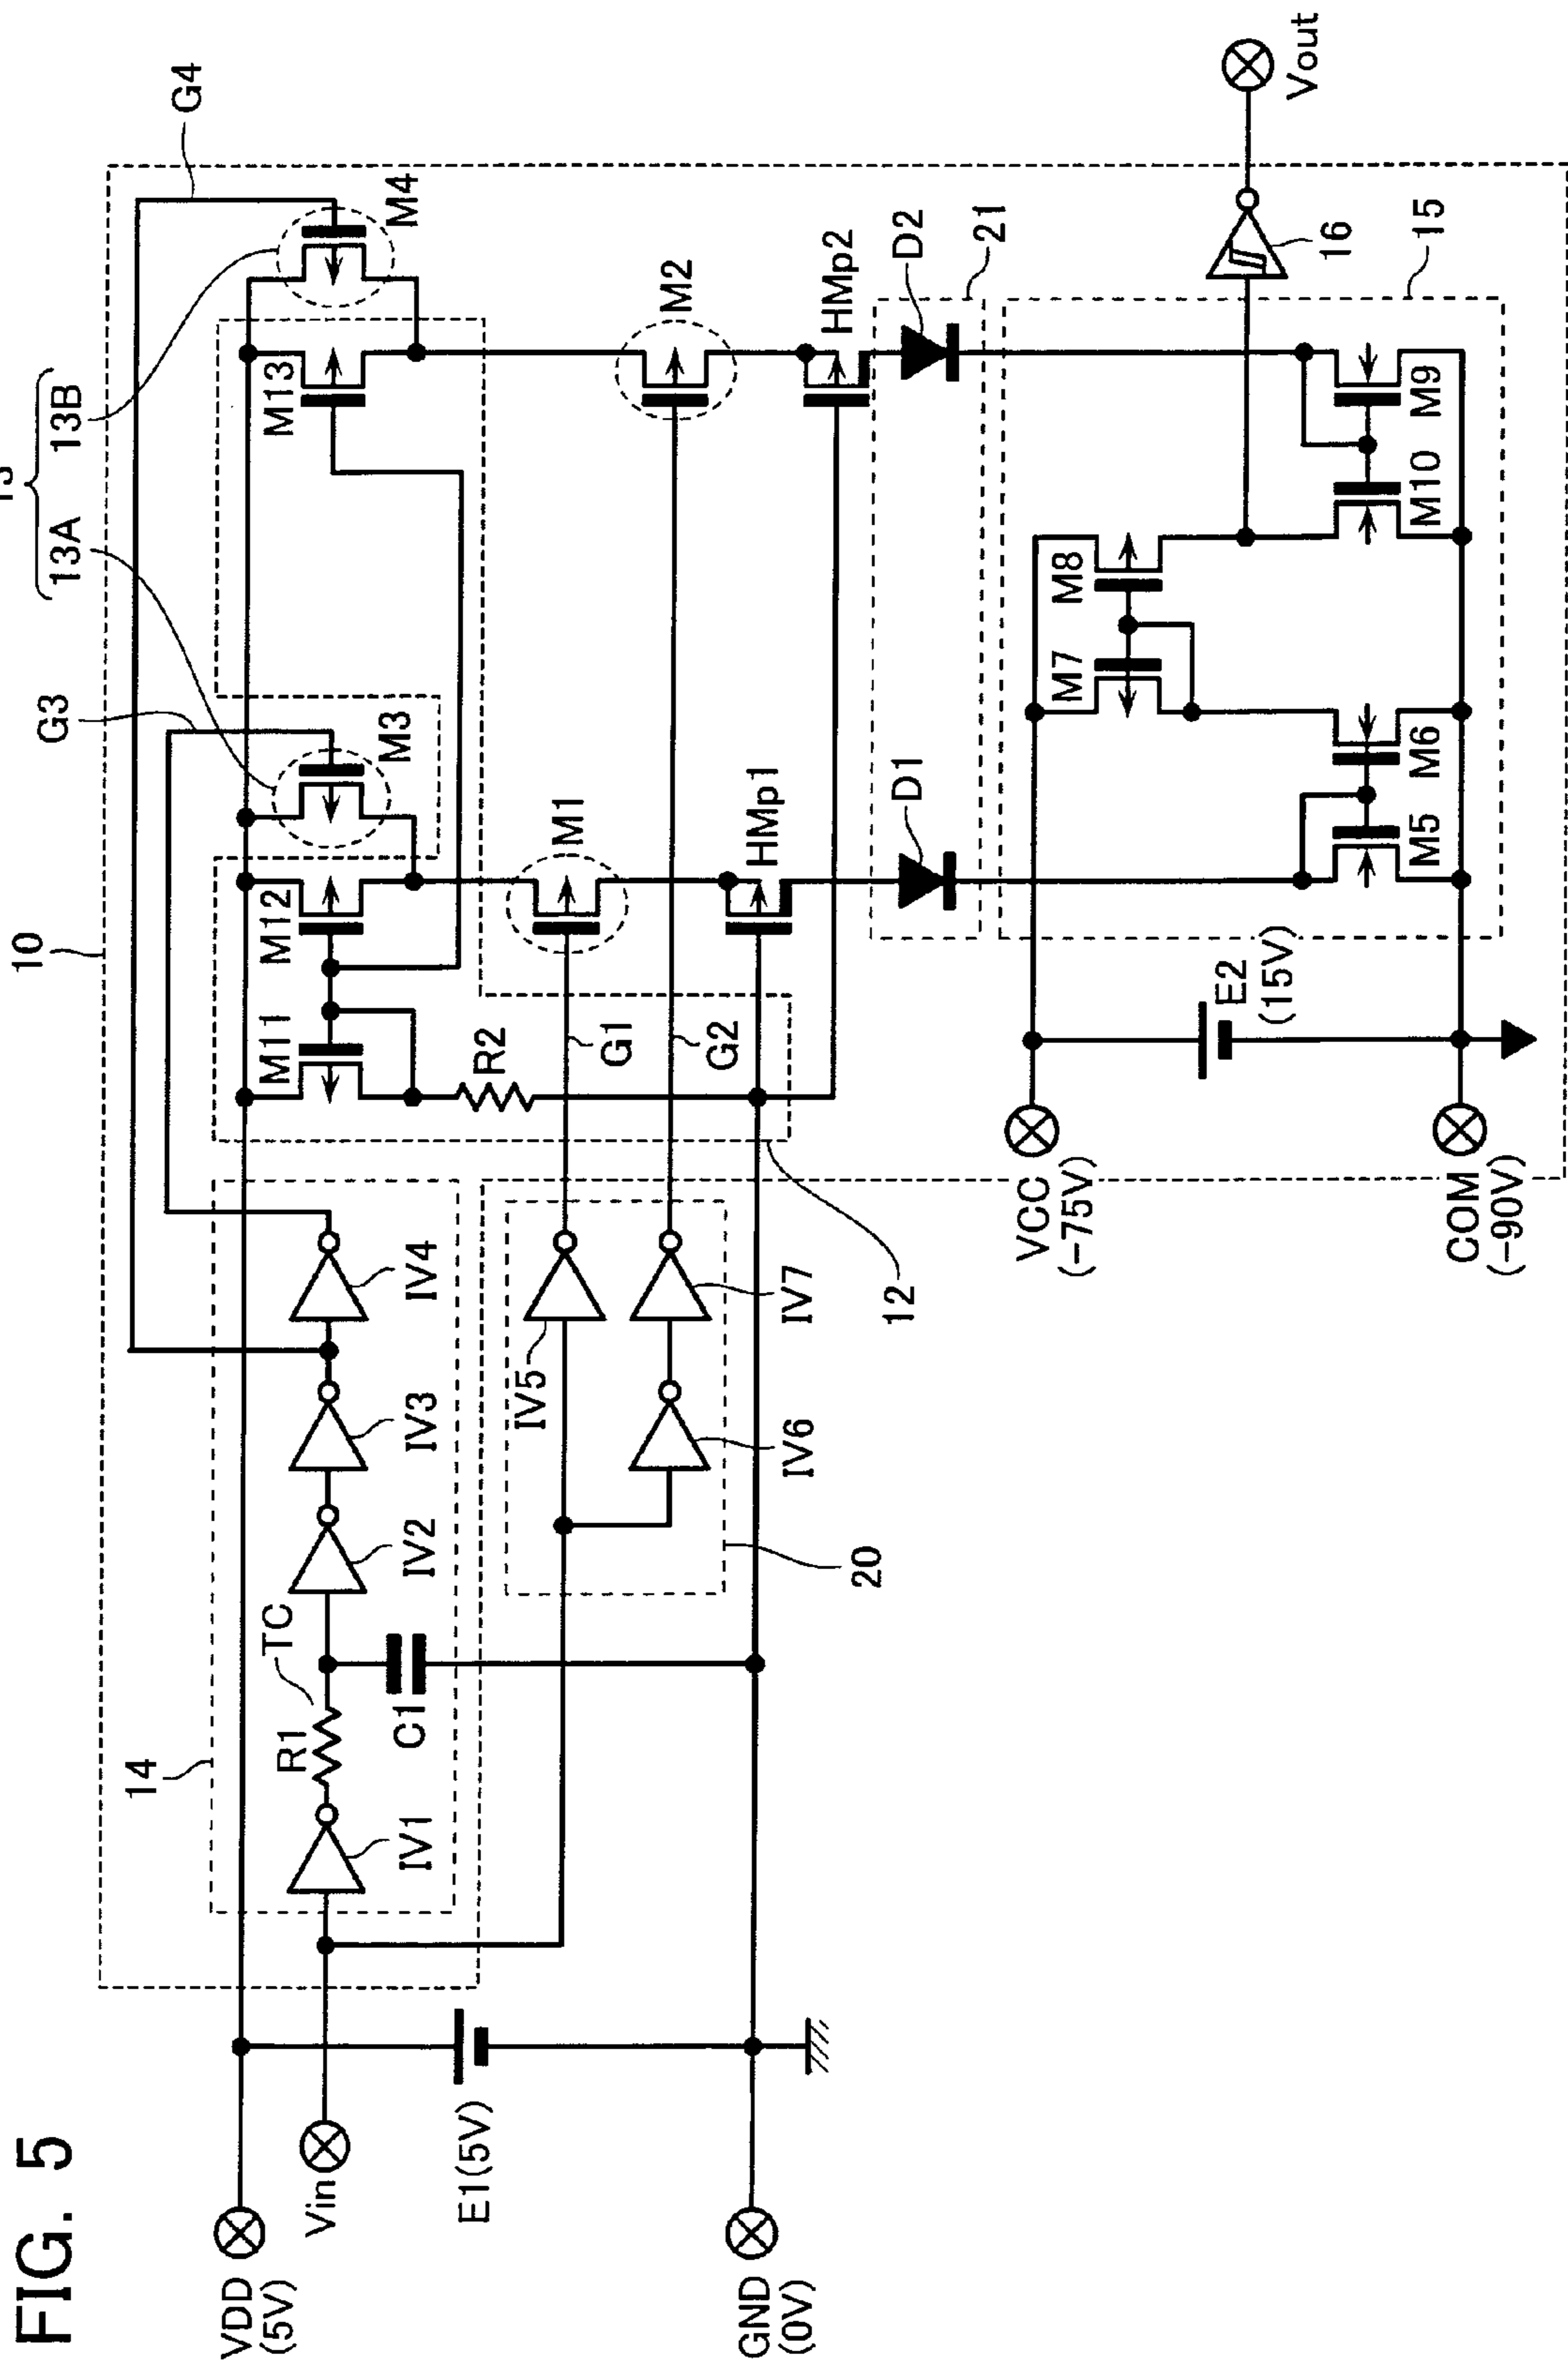 FIG. 5
10
13
13A
13B
G3
G4
14
R1
TC
C1
IV1
IV2
IV3
IV4
M11
M12
M3
M13
M4
R2
G1
G2
M1
M2
HMp1
HMp2
IV5
IV6
IV7
20
12
D1
D2
21
VDD
(5V)
Vin
E1(5V)
GND
(0V)
VCC
(-75V)
COM
(-90V)
E2
(15V)
M7
M8
M5
M6
M10
M9
16
15
Vout